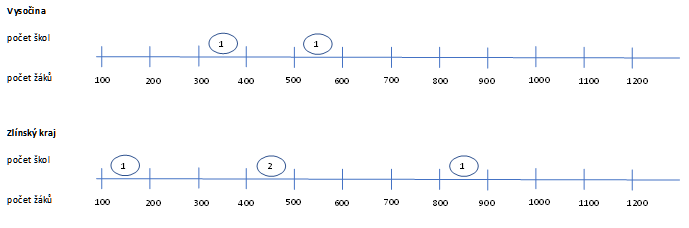 Vysočina
počet škol 1 1
počet žáků 100 200 300 400 500 600 700 800 900 1000 1100 1200
Zlínský kraj
počet škol 1 2 1
počet žáků 100 200 300 400 500 600 700 800 900 1000 1100 1200